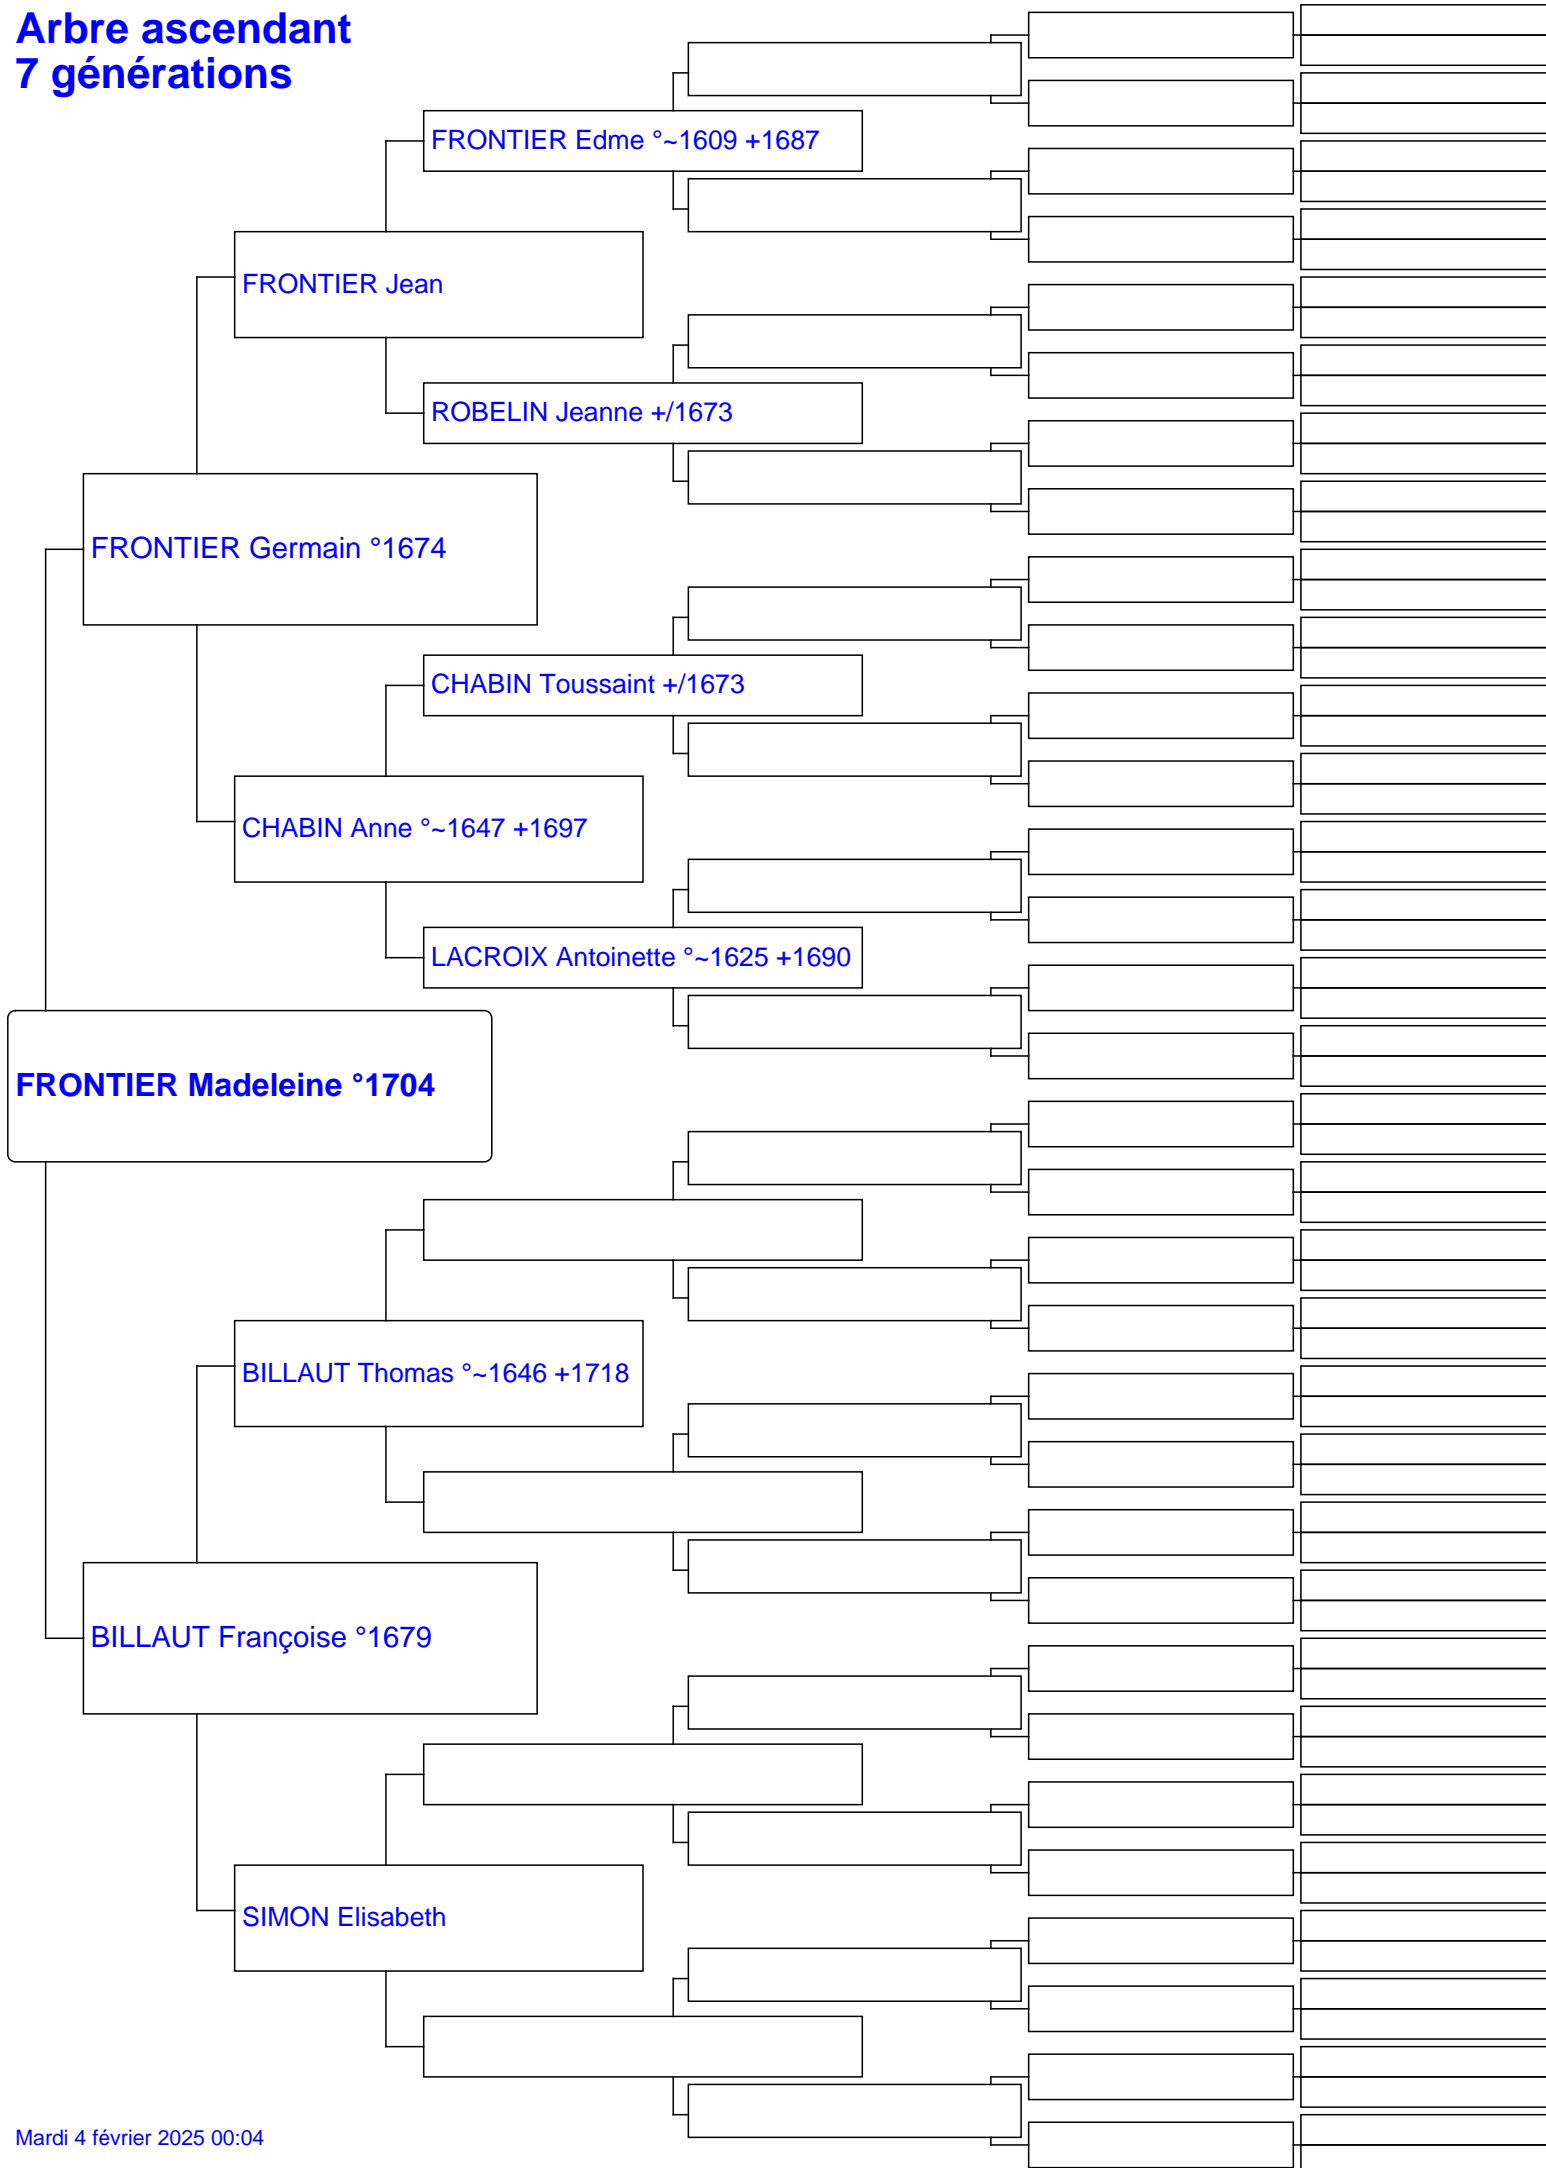 Arbre ascendant
7 générations
FRONTIER Edme °~1609 +1687
FRONTIER Jean
ROBELIN Jeanne +/1673
FRONTIER Germain °1674
CHABIN Toussaint +/1673
CHABIN Anne °~1647 +1697
LACROIX Antoinette °~1625 +1690
FRONTIER Madeleine °1704
BILLAUT Thomas °~1646 +1718
BILLAUT Françoise °1679
SIMON Elisabeth
Mardi 4 février 2025 00:04